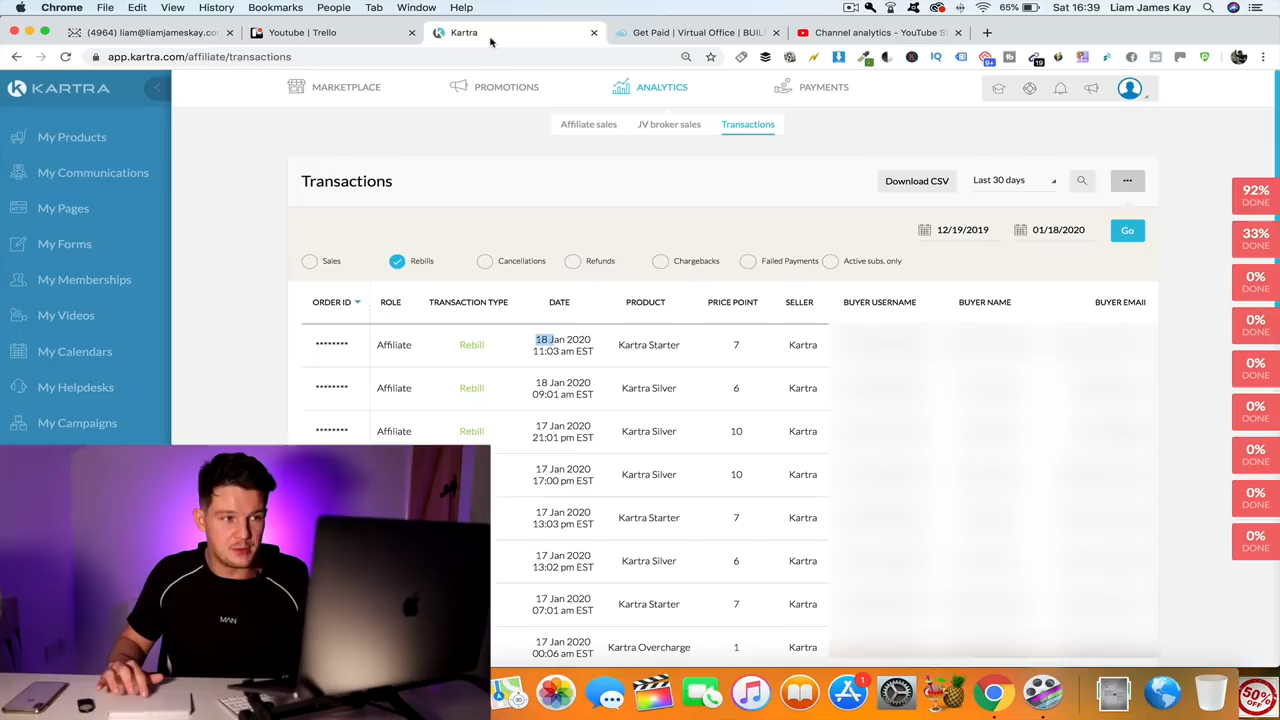 Chrome File Edit View History Bookmarks People Tab Window Help 65% Sat 16:39 Liam James Kay
(4964) liam@liamjameskay.co
Youtube | Trello
Kartra
Get Paid | Virtual Office | BUIL
Channel analytics - YouTube S
app.kartra.com/affiliate/transactions
KARTRA
MARKETPLACE PROMOTIONS ANALYTICS PAYMENTS
Affiliate sales JV broker sales Transactions
My Products
My Communications
My Pages
My Forms
My Memberships
My Videos
My Calendars
My Helpdesks
My Campaigns
Transactions
Download CSV Last 30 days ...
12/19/2019 01/18/2020 Go
Sales Rebills Cancellations Refunds Chargebacks Failed Payments Active subs. only
ORDER ID ROLE TRANSACTION TYPE DATE PRODUCT PRICE POINT SELLER BUYER USERNAME BUYER NAME BUYER EMAIL
******** Affiliate Rebill 18 Jan 2020 11:03 am EST Kartra Starter 7 Kartra
******** Affiliate Rebill 18 Jan 2020 09:01 am EST Kartra Silver 6 Kartra
******** Affiliate Rebill 17 Jan 2020 21:01 pm EST Kartra Silver 10 Kartra
17 Jan 2020 17:00 pm EST Kartra Silver 10 Kartra
17 Jan 2020 13:03 pm EST Kartra Starter 7 Kartra
17 Jan 2020 13:02 pm EST Kartra Silver 6 Kartra
17 Jan 2020 07:01 am EST Kartra Starter 7 Kartra
17 Jan 2020 00:06 am EST Kartra Overcharge 1 Kartra
92% DONE
33% DONE
0% DONE
0% DONE
0% DONE
0% DONE
0% DONE
0% DONE
0% DONE
MAN
50% OFF